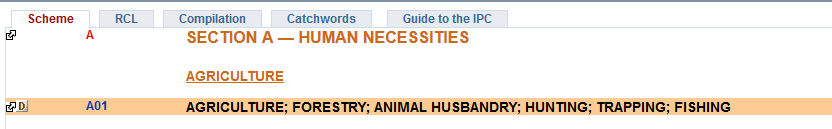 Scheme RCL Compilation Catchwords Guide to the IPC
A SECTION A — HUMAN NECESSITIES
AGRICULTURE
D A01 AGRICULTURE; FORESTRY; ANIMAL HUSBANDRY; HUNTING; TRAPPING; FISHING